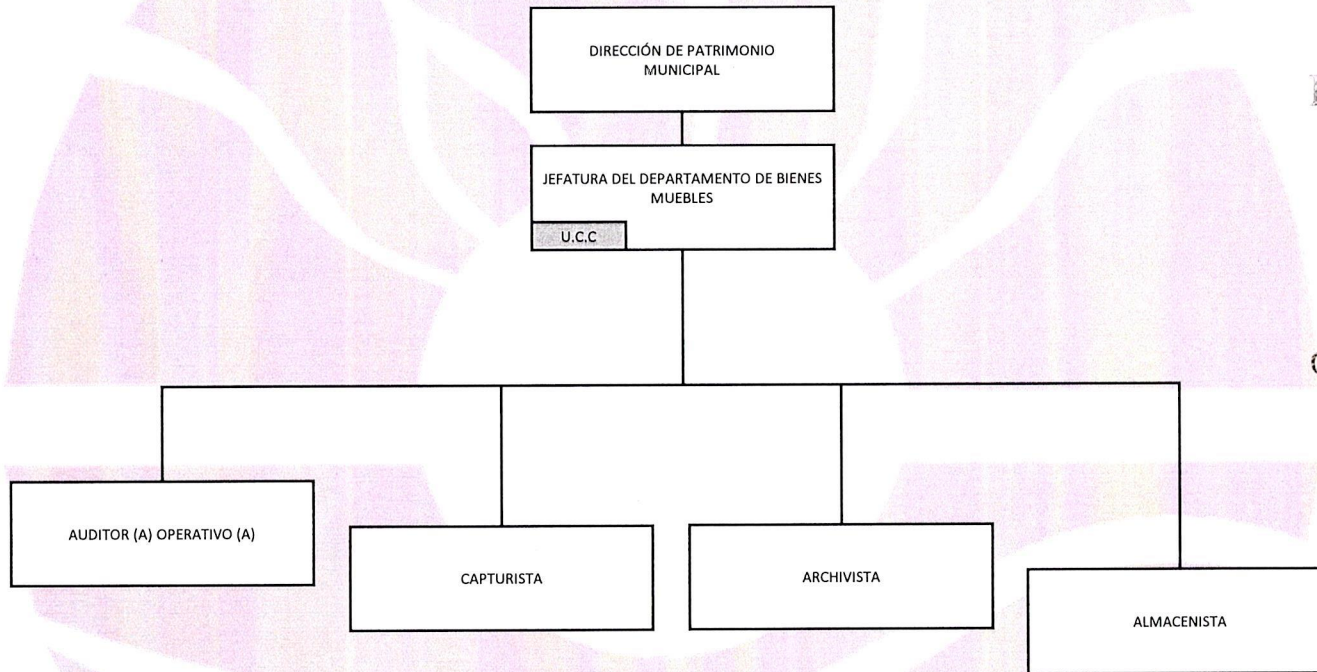 DIRECCIÓN DE PATRIMONIO
MUNICIPAL
JEFATURA DEL DEPARTAMENTO DE BIENES
MUEBLES
U.C.C
AUDITOR (A) OPERATIVO (A)
CAPTURISTA
ARCHIVISTA
ALMACENISTA